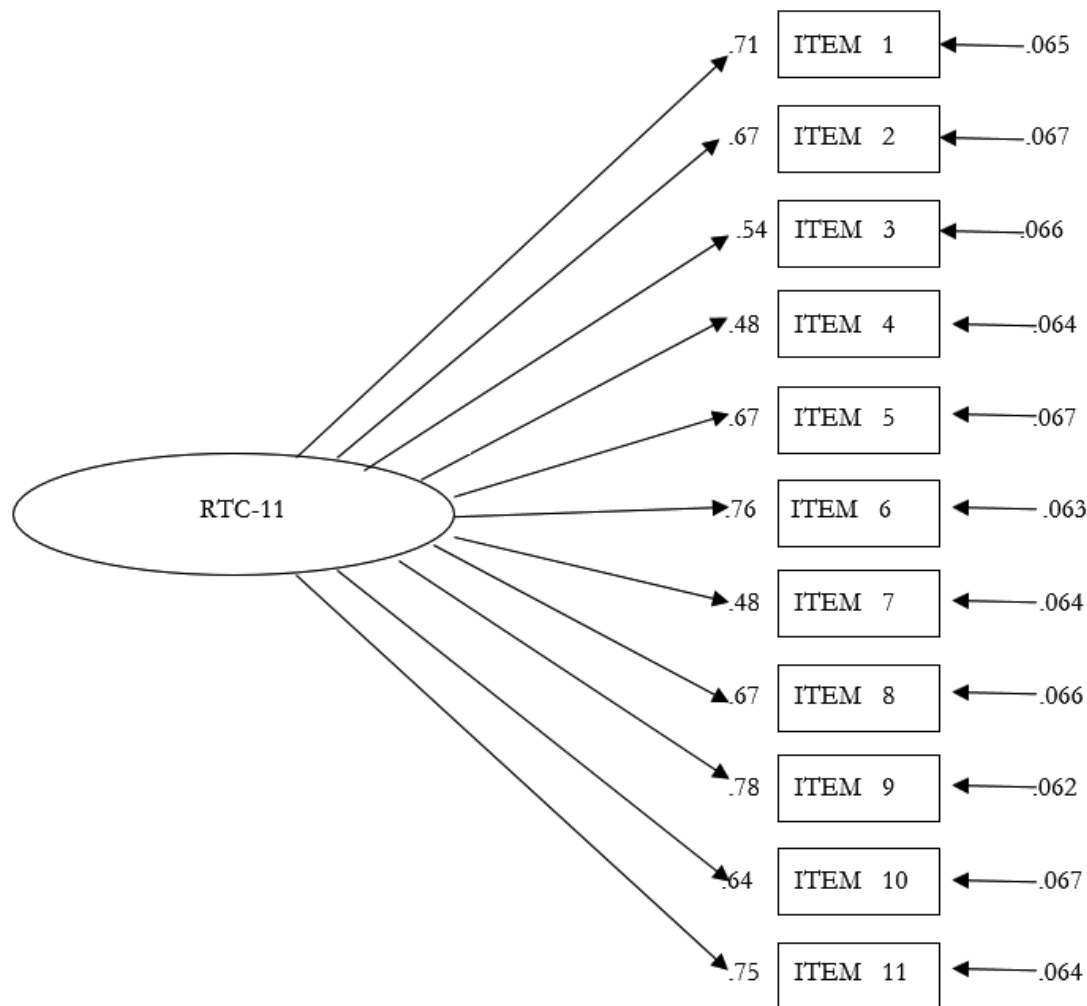 .71 ITEM 1 .065
.67 ITEM 2 .067
.54 ITEM 3 .066
.48 ITEM 4 .064
.67 ITEM 5 .067
RTC-11
.76 ITEM 6 .063
.48 ITEM 7 .064
.67 ITEM 8 .066
.78 ITEM 9 .062
.64 ITEM 10 .067
.75 ITEM 11 .064